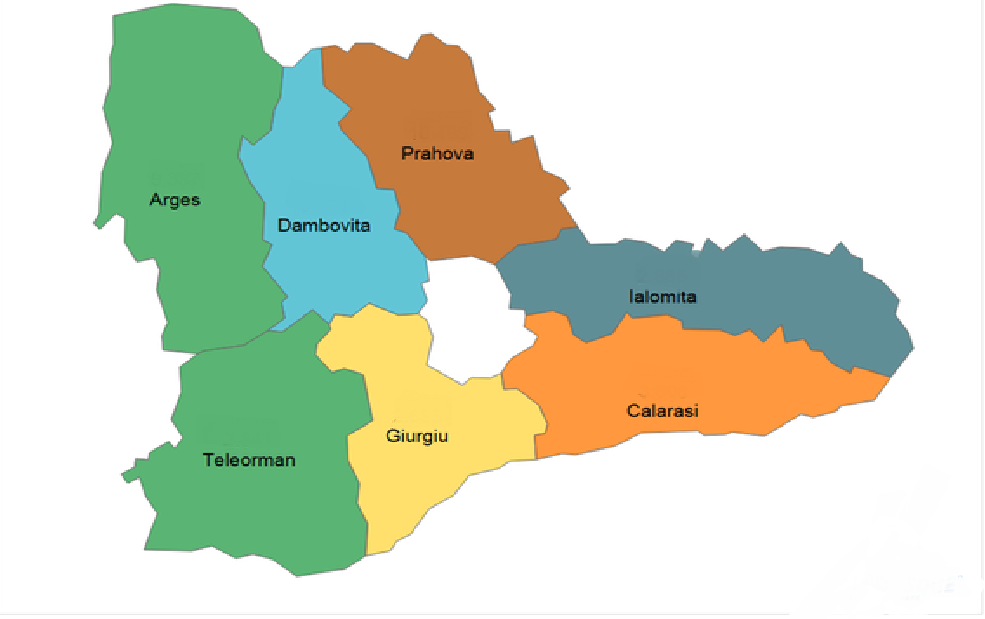 Prahova
Arges
Dambovita
Ialomita
Calarasi
Giurgiu
Teleorman